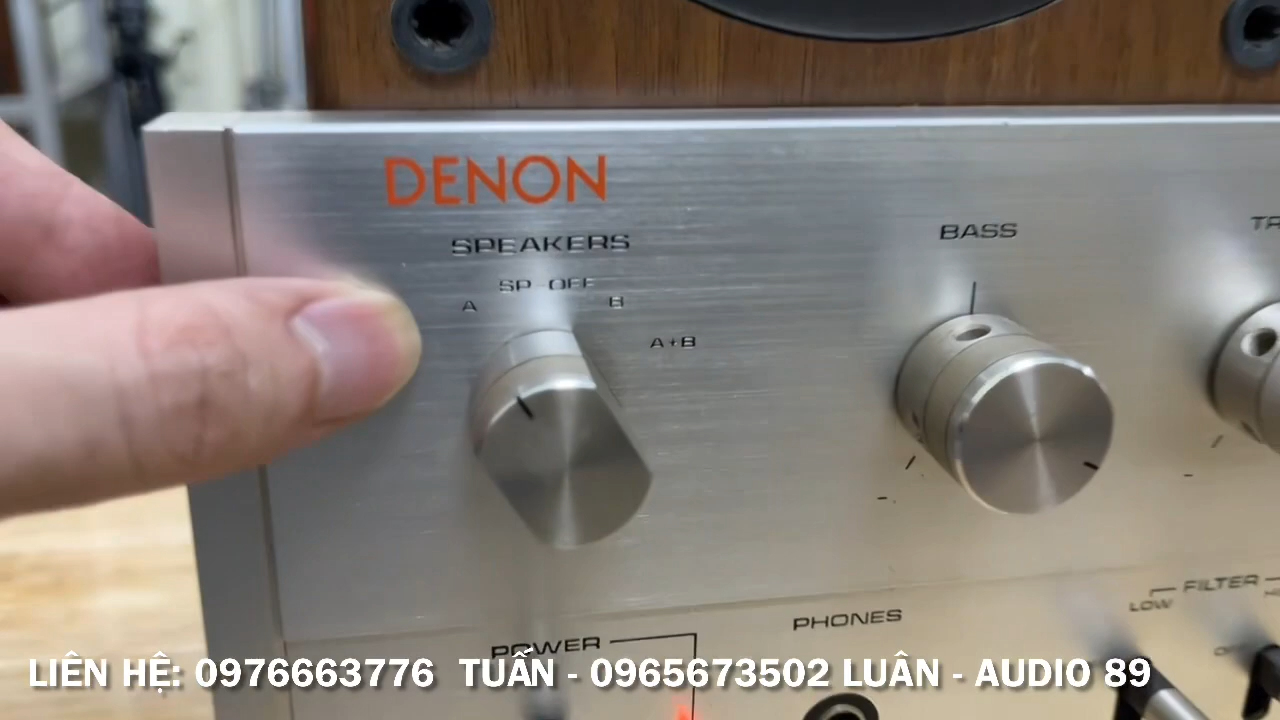 DENON
SPEAKERS
SP-OFF
A
B
A+B
BASS
FILTER
LOW
PHONES
POWER
LIÊN HỆ: 0976663776 TUẤN - 0965673502 LUÂN - AUDIO 89